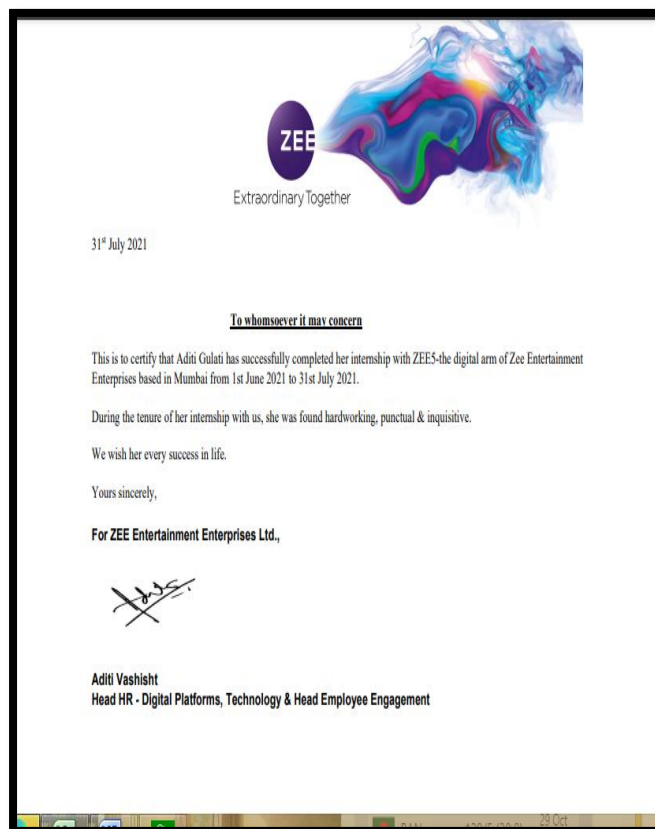 ZEE
Extraordinary Together
31st July 2021
To whomsoever it may concern
This is to certify that Aditi Gulati has successfully completed her internship with ZEE5-the digital arm of Zee Entertainment
Enterprises based in Mumbai from 1st June 2021 to 31st July 2021.
During the tenure of her internship with us, she was found hardworking, punctual & inquisitive.
We wish her every success in life.
Yours sincerely,
For ZEE Entertainment Enterprises Ltd.,
Aditi Vashisht
Head HR - Digital Platforms, Technology & Head Employee Engagement
29 Oct